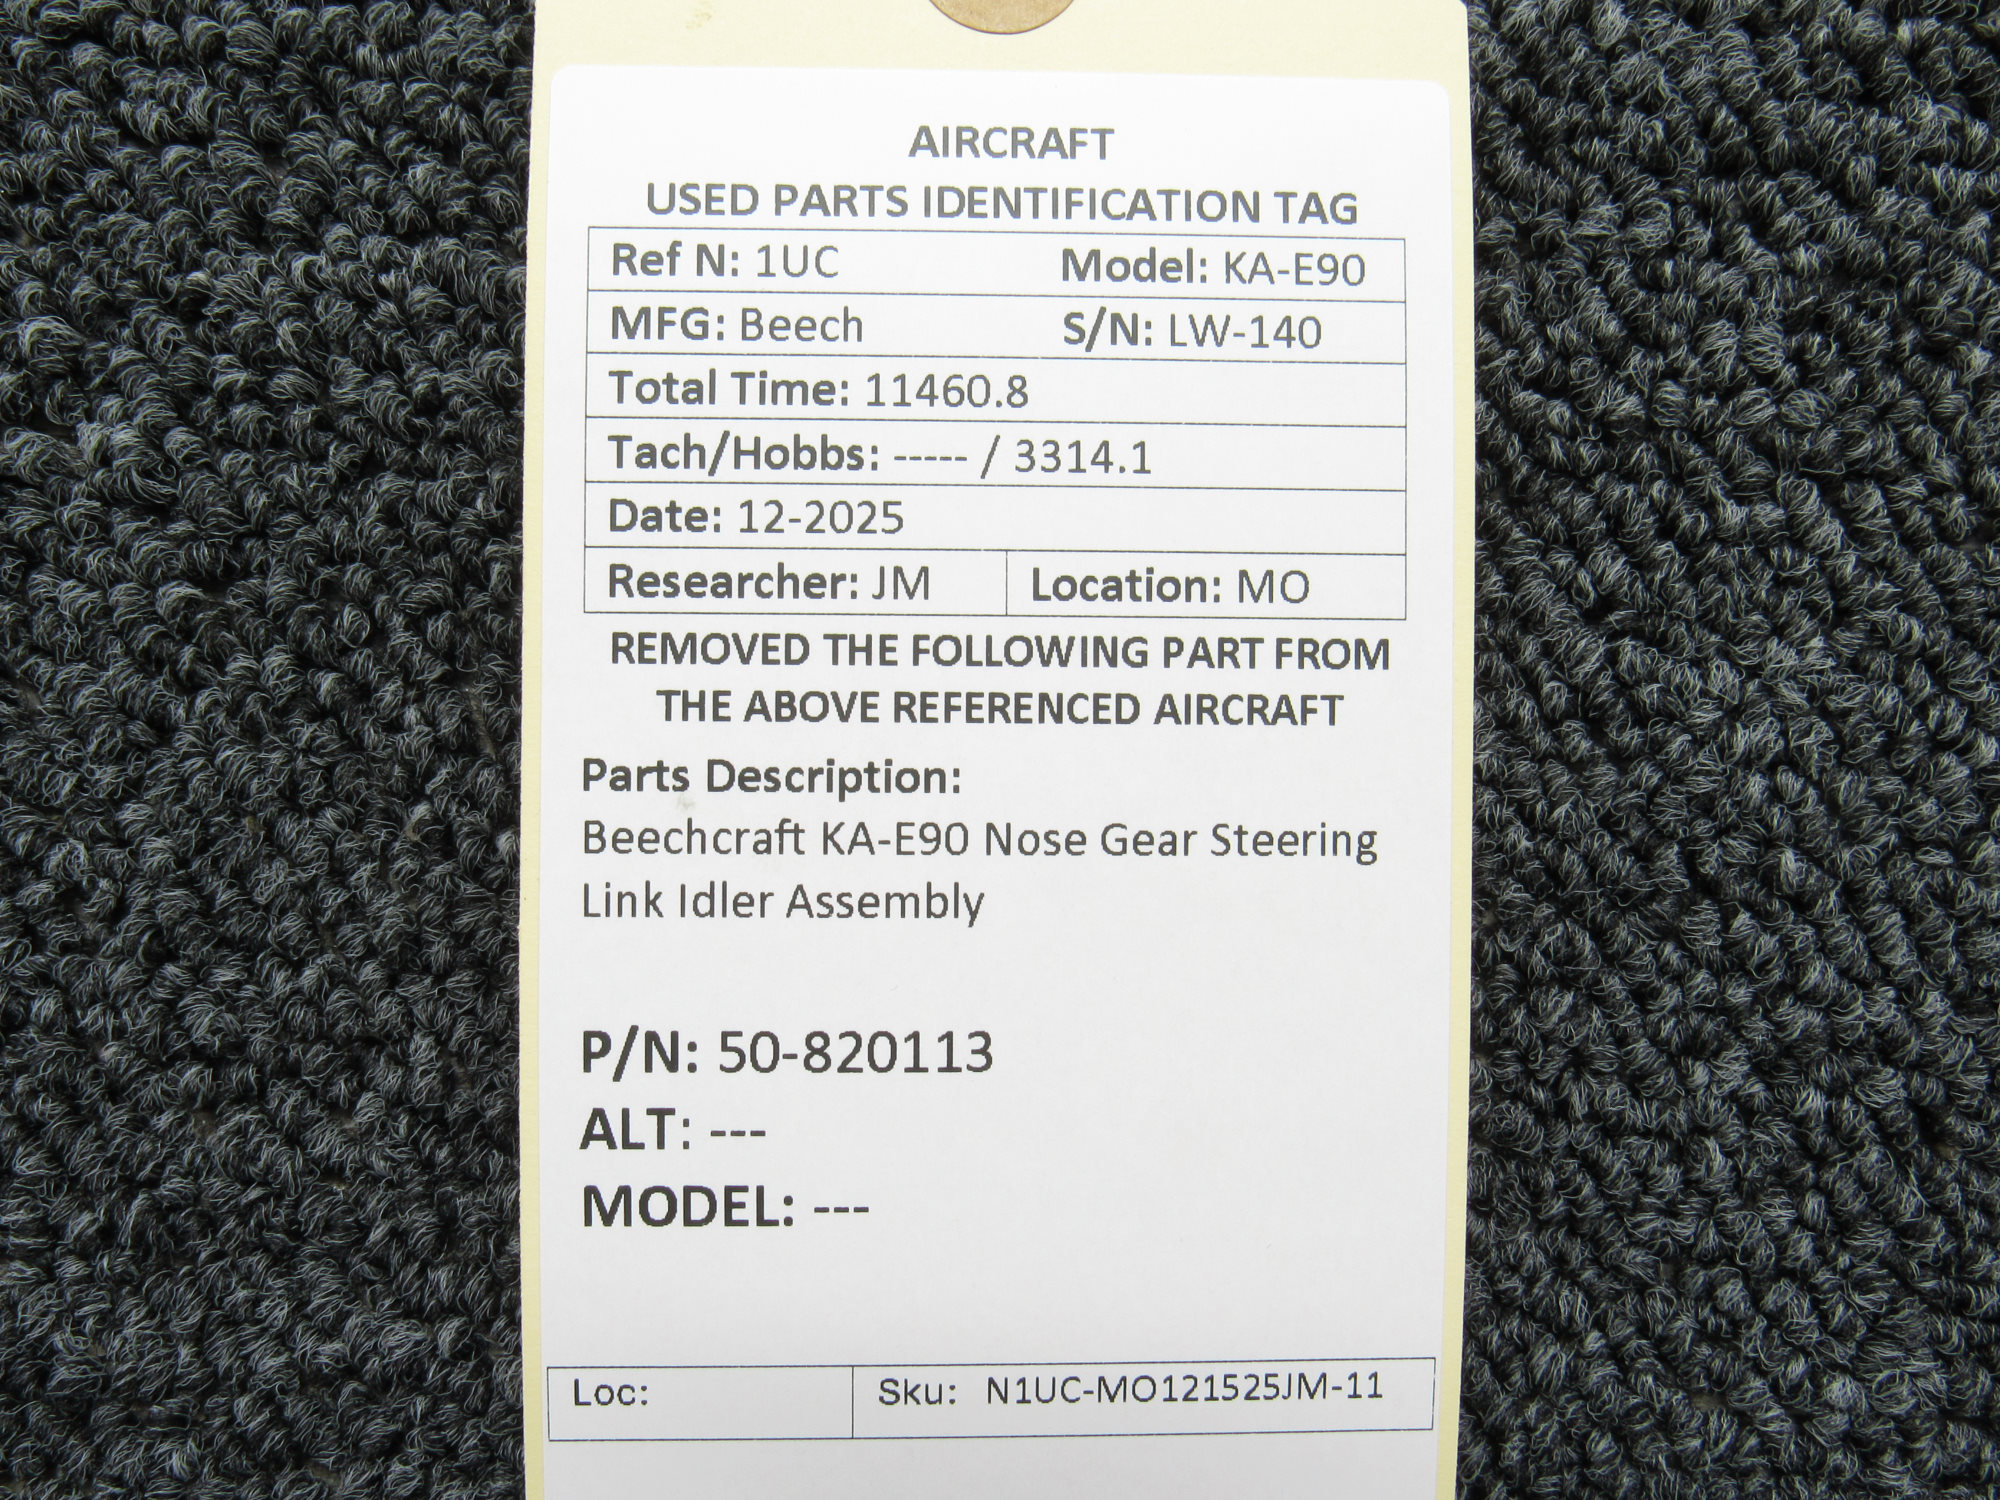 AIRCRAFT
USED PARTS IDENTIFICATION TAG
Ref N: 1UC Model: KA-E90
MFG: Beech S/N: LW-140
Total Time: 11460.8
Tach/Hobbs: ----- / 3314.1
Date: 12-2025
Researcher: JM Location: MO
REMOVED THE FOLLOWING PART FROM
THE ABOVE REFERENCED AIRCRAFT
Parts Description:
Beechcraft KA-E90 Nose Gear Steering
Link Idler Assembly
P/N: 50-820113
ALT: ---
MODEL: ---
Loc: Sku: N1UC-MO121525JM-11